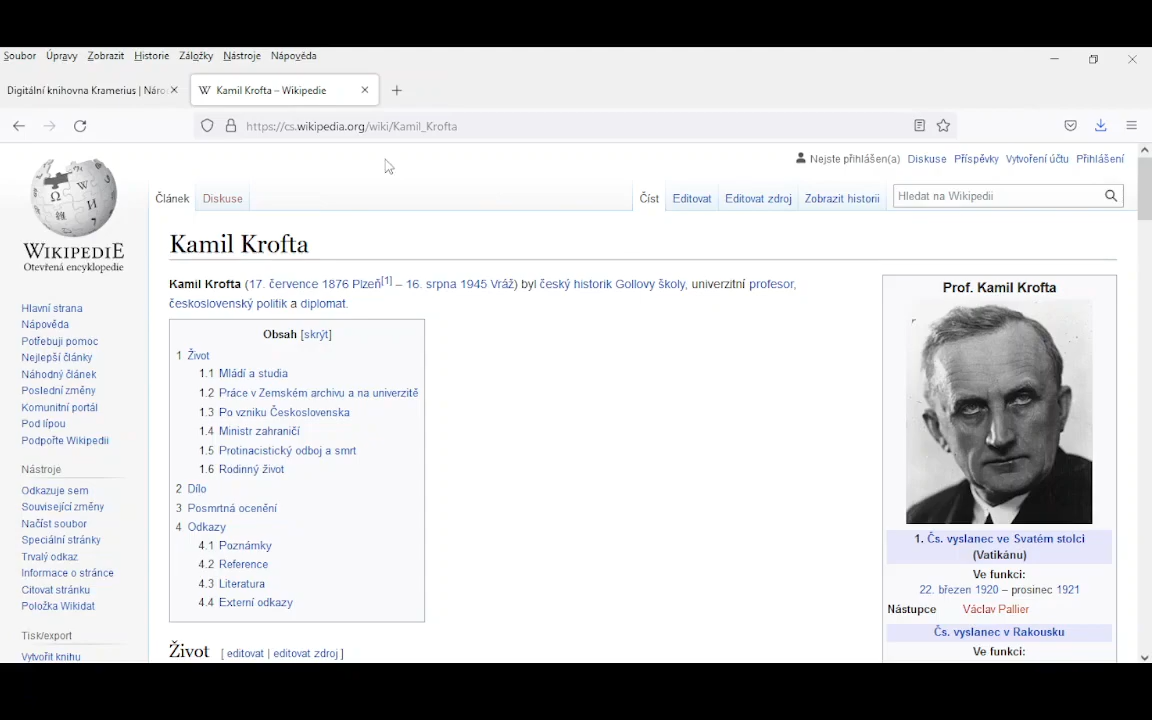 Soubor Úpravy Zobrazit Historie Záložky Nástroje Nápověda
Digitální knihovna Kramerius | Náro
Kamil Krofta – Wikipedie
https://cs.wikipedia.org/wiki/Kamil_Krofta
Nejste přihlášen(a) Diskuse Příspěvky Vytvoření účtu Přihlášení
Článek Diskuse Číst Editovat Editovat zdroj Zobrazit historii Hledat na Wikipedii
WIKIPEDIE
Otevřená encyklopedie
Hlavní strana
Nápověda
Potřebuji pomoc
Nejlepší články
Náhodný článek
Poslední změny
Komunitní portál
Pod lípou
Podpořte Wikipedii
Nástroje
Odkazuje sem
Související změny
Načíst soubor
Speciální stránky
Trvalý odkaz
Informace o stránce
Citovat stránku
Položka Wikidat
Tisk/export
Vytvořit knihu
Kamil Krofta
Kamil Krofta (17. července 1876 Plzeň[1] – 16. srpna 1945 Vráž) byl český historik Gollovy školy, univerzitní profesor,
československý politik a diplomat.
Obsah [skrýt]
1 Život
1.1 Mládí a studia
1.2 Práce v Zemském archivu a na univerzitě
1.3 Po vzniku Československa
1.4 Ministr zahraničí
1.5 Protinacistický odboj a smrt
1.6 Rodinný život
2 Dílo
3 Posmrtná ocenění
4 Odkazy
4.1 Poznámky
4.2 Reference
4.3 Literatura
4.4 Externí odkazy
Život [ editovat | editovat zdroj ]
Prof. Kamil Krofta
1. Čs. vyslanec ve Svatém stolci
(Vatikánu)
Ve funkci:
22. březen 1920 – prosinec 1921
Nástupce Václav Pallier
Čs. vyslanec v Rakousku
Ve funkci: